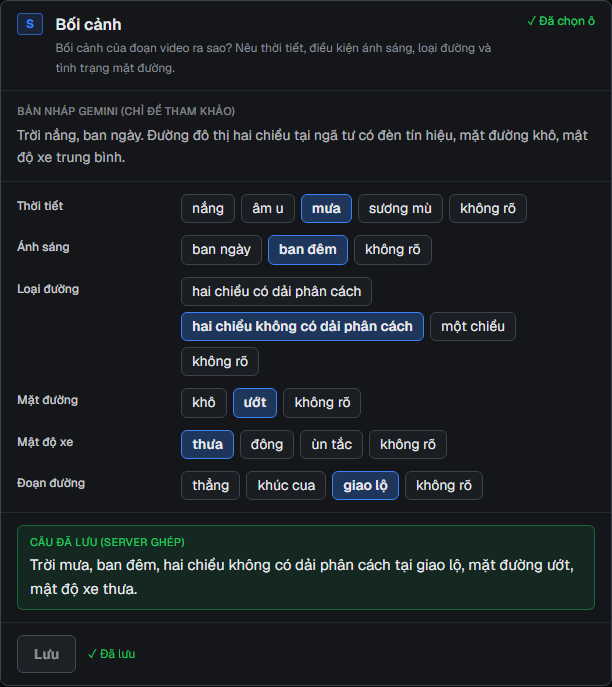 S
Bối cảnh
✓ Đã chọn ô
Bối cảnh của đoạn video ra sao? Nêu thời tiết, điều kiện ánh sáng, loại đường và
tình trạng mặt đường.
BẢN NHÁP GEMINI (CHỈ ĐỂ THAM KHẢO)
Trời nắng, ban ngày. Đường đô thị hai chiều tại ngã tư có đèn tín hiệu, mặt đường khô, mật
độ xe trung bình.
Thời tiết
nắng
âm u
mưa
sương mù
không rõ
Ánh sáng
ban ngày
ban đêm
không rõ
Loại đường
hai chiều có dải phân cách
hai chiều không có dải phân cách
một chiều
không rõ
Mặt đường
khô
ướt
không rõ
Mật độ xe
thưa
đông
ùn tắc
không rõ
Đoạn đường
thẳng
khúc cua
giao lộ
không rõ
CÂU ĐÃ LƯU (SERVER GHÉP)
Trời mưa, ban đêm, hai chiều không có dải phân cách tại giao lộ, mặt đường ướt,
mật độ xe thưa.
Lưu
✓ Đã lưu